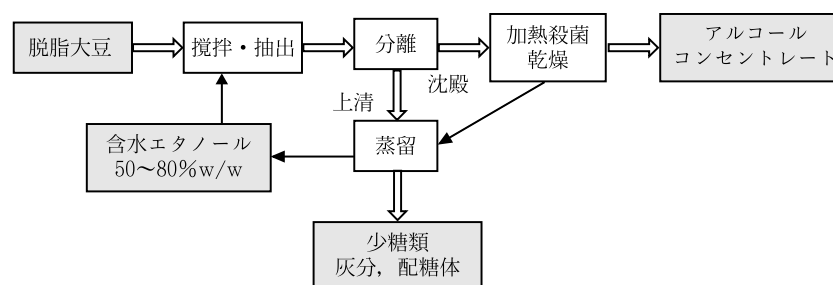 脱脂大豆
撹拌・抽出
分離
加熱殺菌
乾燥
アルコール
コンセントレート
沈殿
上清
含水エタノール
50〜80%w/w
蒸留
少糖類
灰分，配糖体